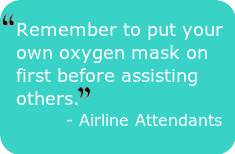 “Remember to put your
own oxygen mask on
first before assisting
others.”
- Airline Attendants